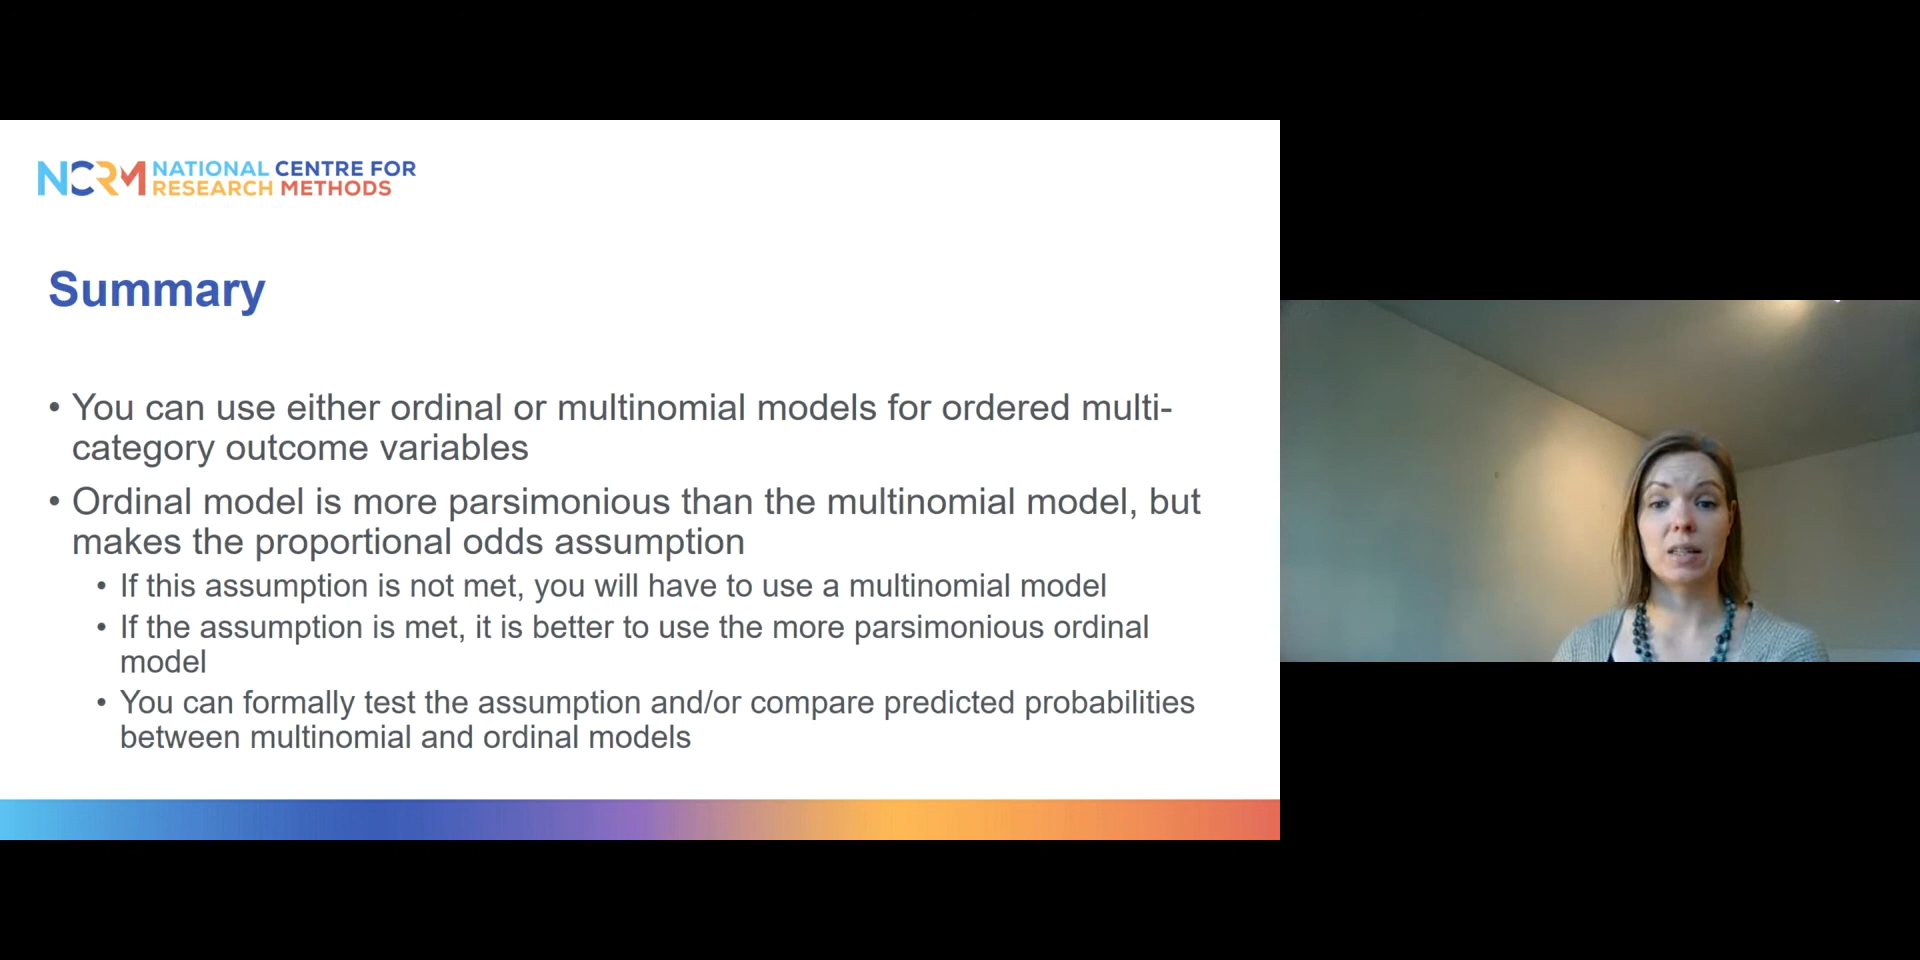 NCRM NATIONAL CENTRE FOR
RESEARCH METHODS
Summary
• You can use either ordinal or multinomial models for ordered multi-
category outcome variables
• Ordinal model is more parsimonious than the multinomial model, but
makes the proportional odds assumption
• If this assumption is not met, you will have to use a multinomial model
• If the assumption is met, it is better to use the more parsimonious ordinal
model
• You can formally test the assumption and/or compare predicted probabilities
between multinomial and ordinal models